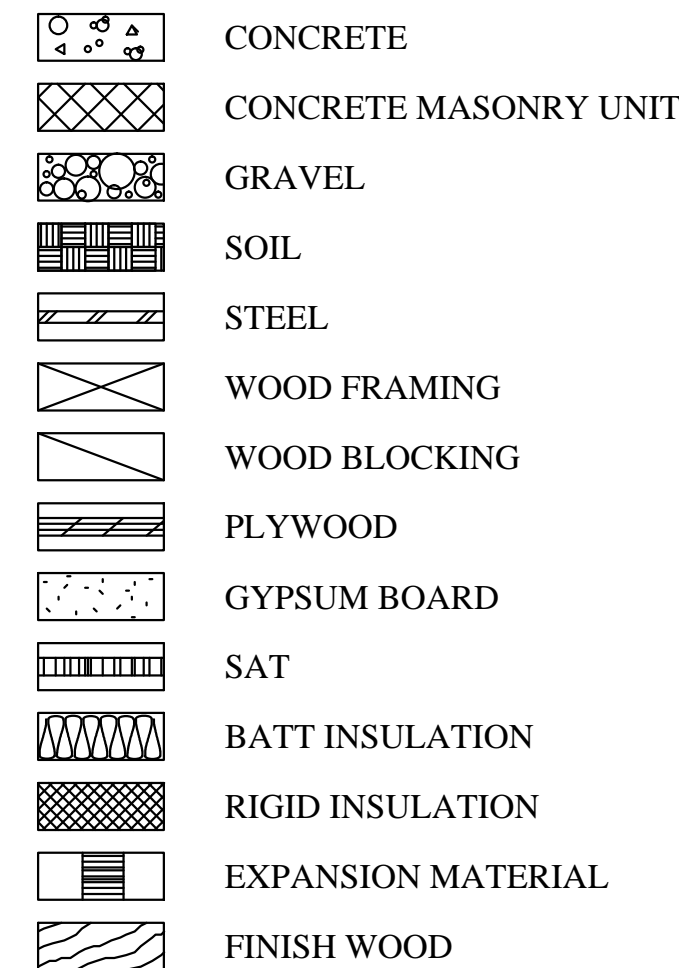 CONCRETE
CONCRETE MASONRY UNIT
GRAVEL
SOIL
STEEL
WOOD FRAMING
WOOD BLOCKING
PLYWOOD
GYPSUM BOARD
SAT
BATT INSULATION
RIGID INSULATION
EXPANSION MATERIAL
FINISH WOOD